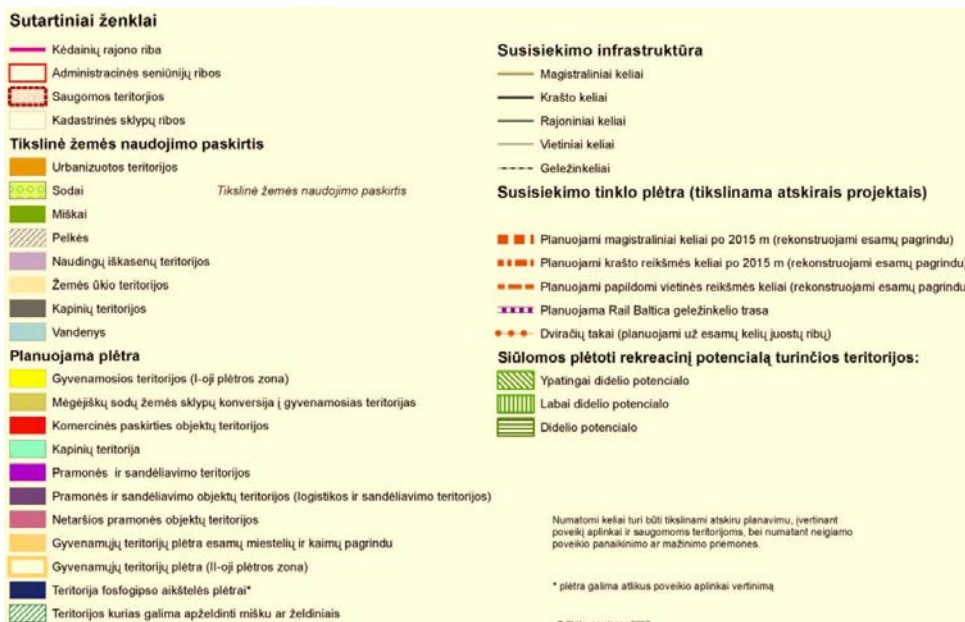 Sutartiniai ženklai
Kėdainių rajono riba
Administracinės seniūnijų ribos
Saugomos teritorjios
Kadastrinės sklypų ribos
Tikslinė žemės naudojimo paskirtis
Urbanizuotos teritorijos
Sodai
Tikslinė žemės naudojimo paskirtis
Miškai
Pelkės
Naudingų iškasenų teritorijos
Žemės ūkio teritorijos
Kapinių teritorijos
Vandenys
Planuojama plėtra
Gyvenamosios teritorijos (I-oji plėtros zona)
Mėgėjiškų sodų žemės sklypų konversija į gyvenamosias teritorijas
Komercinės paskirties objektų teritorijos
Kapinių teritorija
Pramonės ir sandėliavimo teritorijos
Pramonės ir sandėliavimo objektų teritorijos (logistikos ir sandėliavimo teritorijos)
Netaršios pramonės objektų teritorijos
Gyvenamųjų teritorijų plėtra esamų miestelių ir kaimų pagrindu
Gyvenamųjų teritorijų plėtra (II-oji plėtros zona)
Teritorija fosfogipso aikštelės plėtrai*
Teritorijos kurias galima apželdinti mišku ar želdiniais
Susisiekimo infrastruktūra
Magistraliniai keliai
Krašto keliai
Rajoniniai keliai
Vietiniai keliai
Geležinkeliai
Susisiekimo tinklo plėtra (tikslinama atskirais projektais)
Planuojami magistraliniai keliai po 2015 m (rekonstruojami esamų pagrindu)
Planuojami krašto reikšmės keliai po 2015 m (rekonstruojami esamų pagrindu)
Planuojami papildomi vietinės reikšmės keliai (rekonstruojami esamų pagrindu
Planuojama Rail Baltica geležinkelio trasa
Dviračių takai (planuojami už esamų kelių juostų ribų)
Siūlomos plėtoti rekreacinį potencialą turinčios teritorijos:
Ypatingai didelio potencialo
Labai didelio potencialo
Didelio potencialo
Numatomi keliai turi būti tikslinami atskiru planavimu, įvertinant
poveikį aplinkai ir saugomoms teritorijoms, bei numatant neigiamo
poveikio panaikinimo ar mažinimo priemones.
* plėtra galima atlikus poveikio aplinkai vertinimą